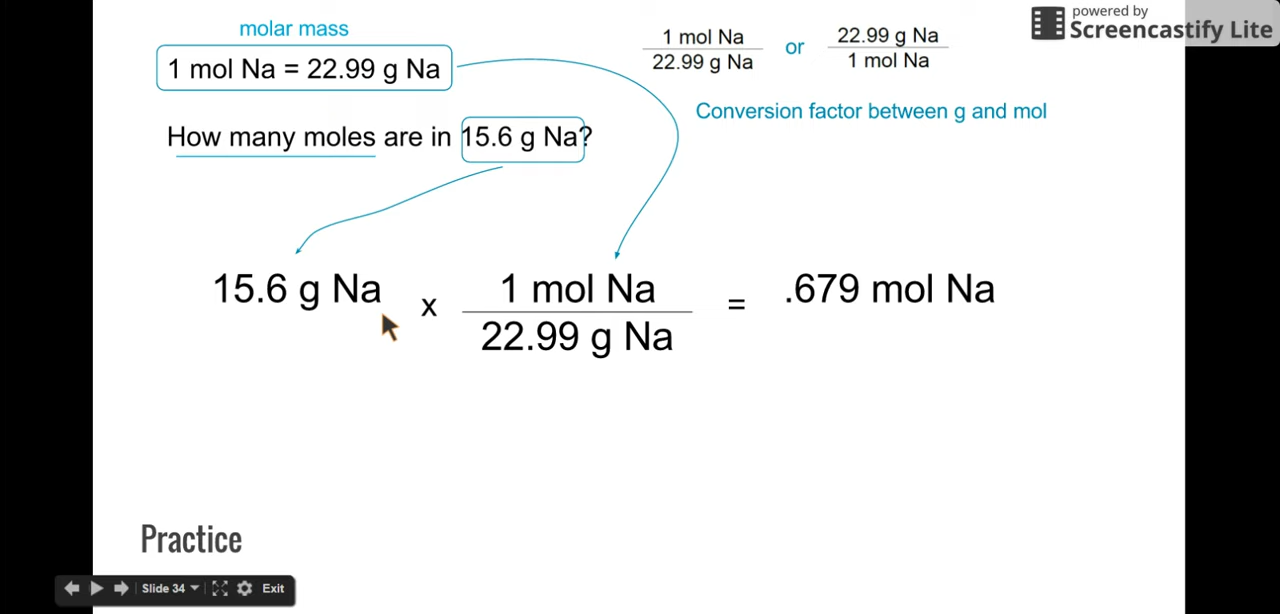 molar mass
1 mol Na = 22.99 g Na
1 mol Na
22.99 g Na
or
22.99 g Na
1 mol Na
powered by
Screencastify Lite
Conversion factor between g and mol
How many moles are in 15.6 g Na?
15.6 g Na x 1 mol Na = .679 mol Na
22.99 g Na
Practice
Slide 34 Exit